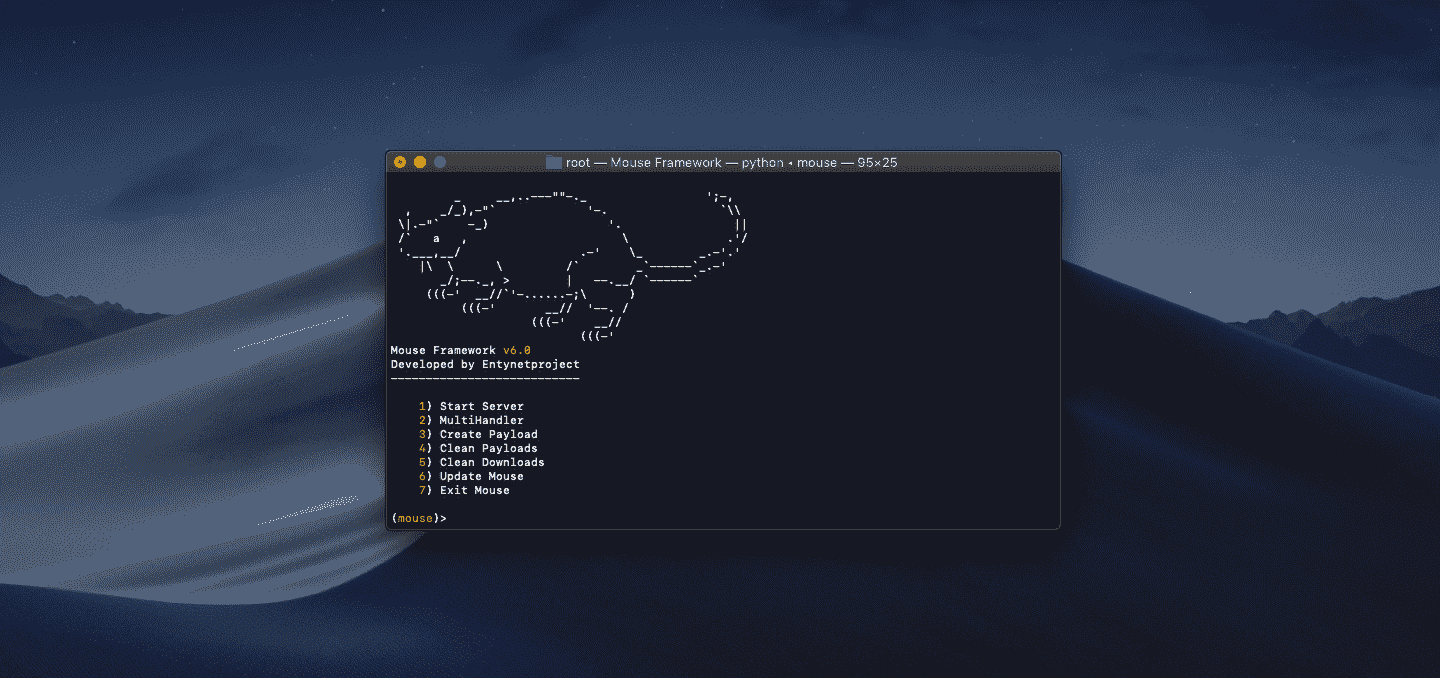 root — Mouse Framework — python • mouse — 95×25
Mouse Framework v6.0
Developed by Entynetproject
---------------------------
1) Start Server
2) MultiHandler
3) Create Payload
4) Clean Payloads
5) Clean Downloads
6) Update Mouse
7) Exit Mouse
(mouse)>